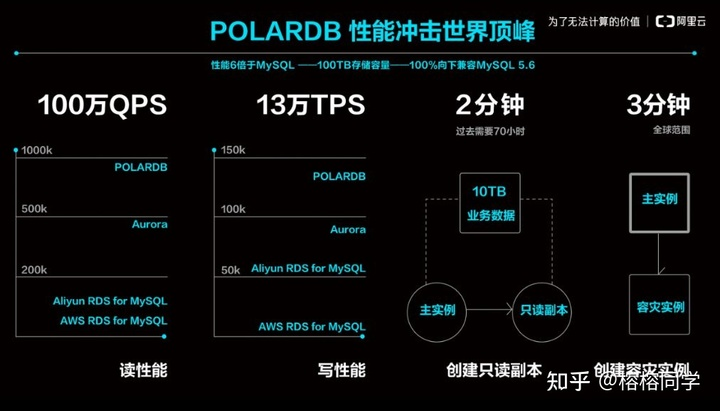 为了无法计算的价值 | 阿里云
POLARDB 性能冲击世界顶峰
性能6倍于MySQL ——100TB存储容量——100%向下兼容MySQL 5.6
100万QPS
1000k
POLARDB
500k
Aurora
200k
Aliyun RDS for MySQL
AWS RDS for MySQL
读性能
13万TPS
150k
POLARDB
100k
Aurora
50k
Aliyun RDS for MySQL
AWS RDS for MySQL
写性能
2分钟
过去需要70小时
10TB
业务数据
主实例
只读副本
创建只读副本
3分钟
全球范围
主实例
容灾实例
创建容灾实例
知乎 @榕榕同学